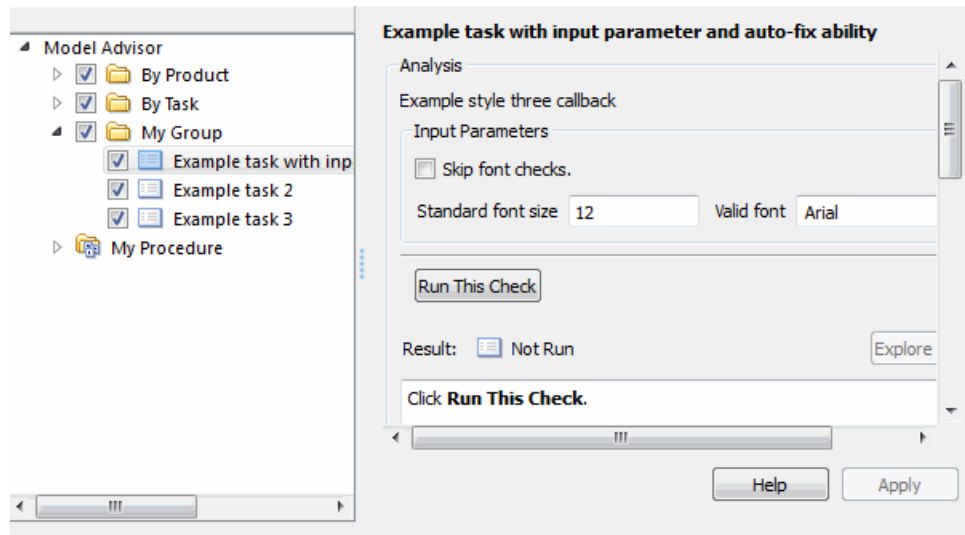 Model Advisor
By Product
By Task
My Group
Example task with inp
Example task 2
Example task 3
My Procedure
Example task with input parameter and auto-fix ability
Analysis
Example style three callback
Input Parameters
Skip font checks.
Standard font size 12 Valid font Arial
Run This Check
Result: Not Run Explore
Click Run This Check.
Help Apply